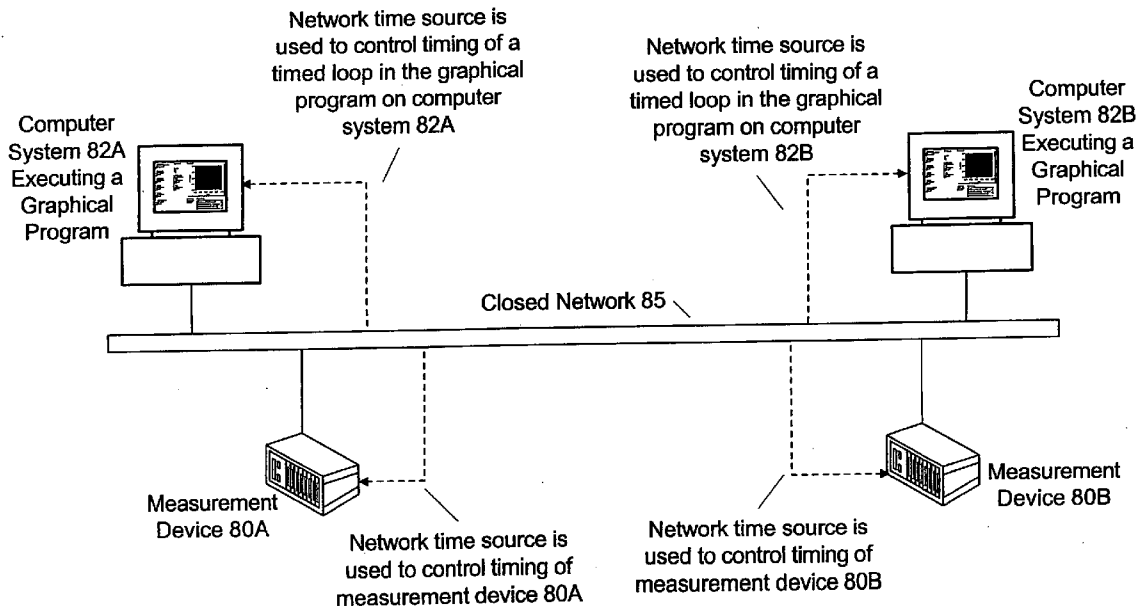 Network time source is
used to control timing of a
timed loop in the graphical
program on computer
system 82A
Network time source is
used to control timing of a
timed loop in the graphical
program on computer
system 82B
Computer
System 82A
Executing a
Graphical
Program
Computer
System 82B
Executing a
Graphical
Program
Closed Network 85
Measurement
Device 80A
Network time source is
used to control timing of
measurement device 80A
Network time source is
used to control timing of
measurement device 80B
Measurement
Device 80B